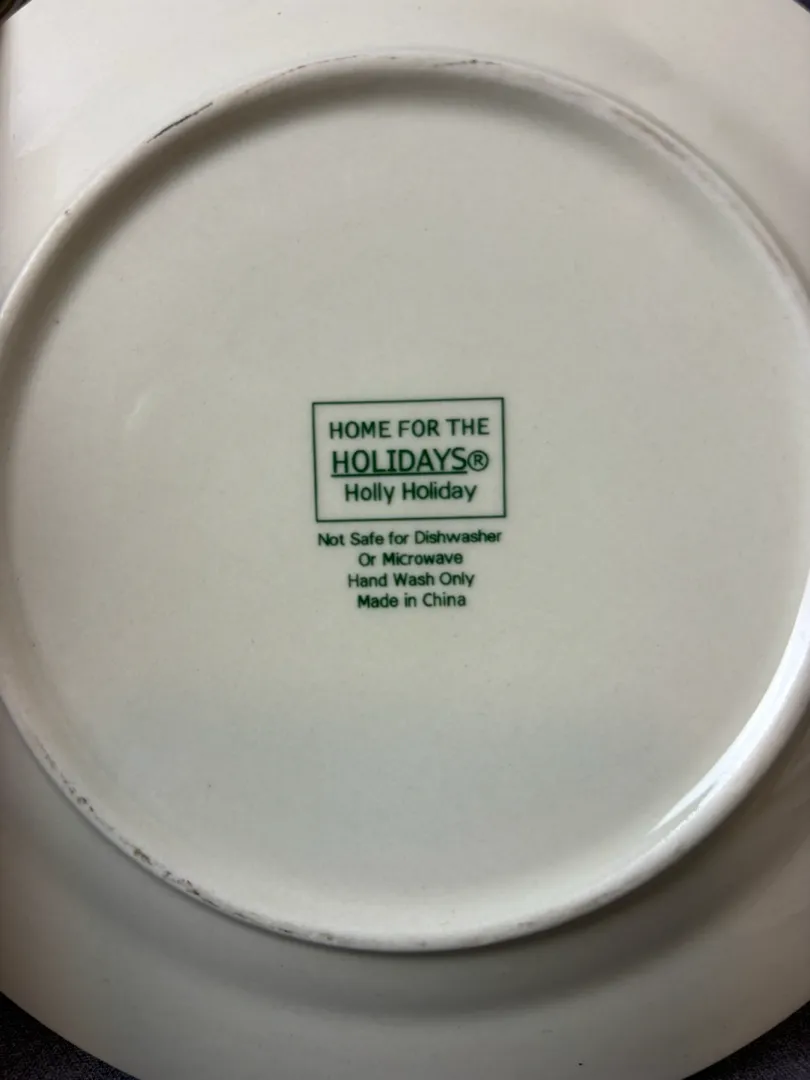 HOME FOR THE
HOLIDAYS®
Holly Holiday
Not Safe for Dishwasher
Or Microwave
Hand Wash Only
Made in China